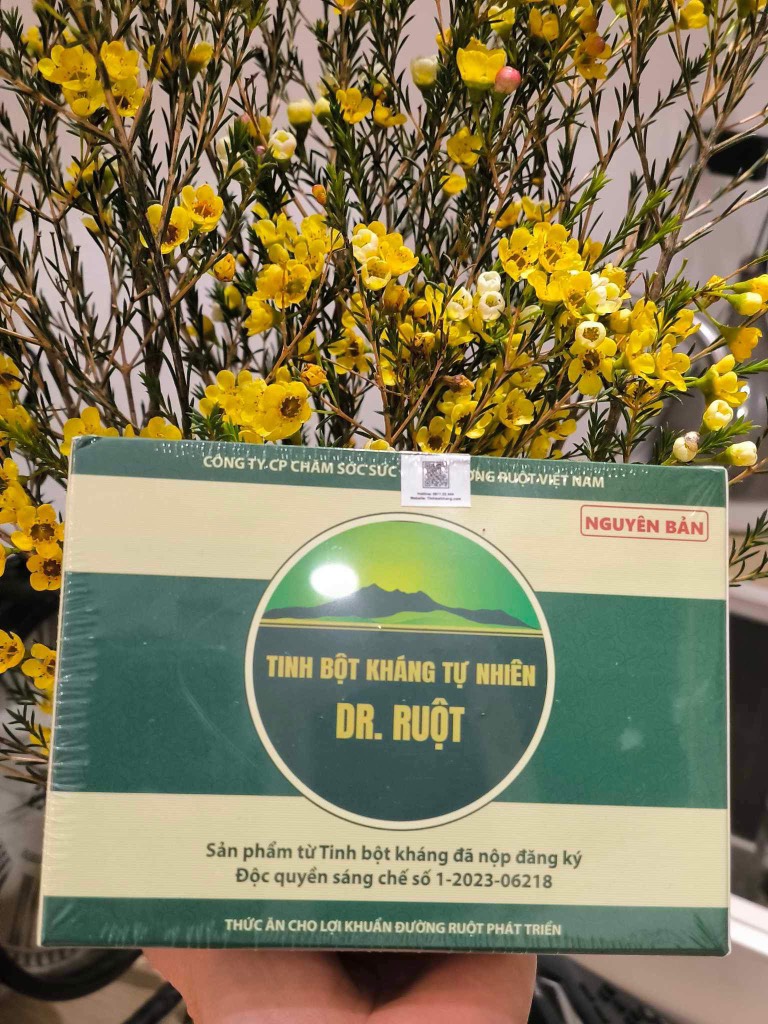 CÔNG TY-CP CHĂM SÓC SỨC ƯỜNG RUỘT VIỆT NAM
NGUYÊN BẢN
TINH BỘT KHÁNG TỰ NHIÊN
DR. RUỘT
Sản phẩm từ Tinh bột kháng đã nộp đăng ký
Độc quyền sáng chế số 1-2023-06218
THỨC ĂN CHO LỢI KHUẨN ĐƯỜNG RUỘT PHÁT TRIỂN